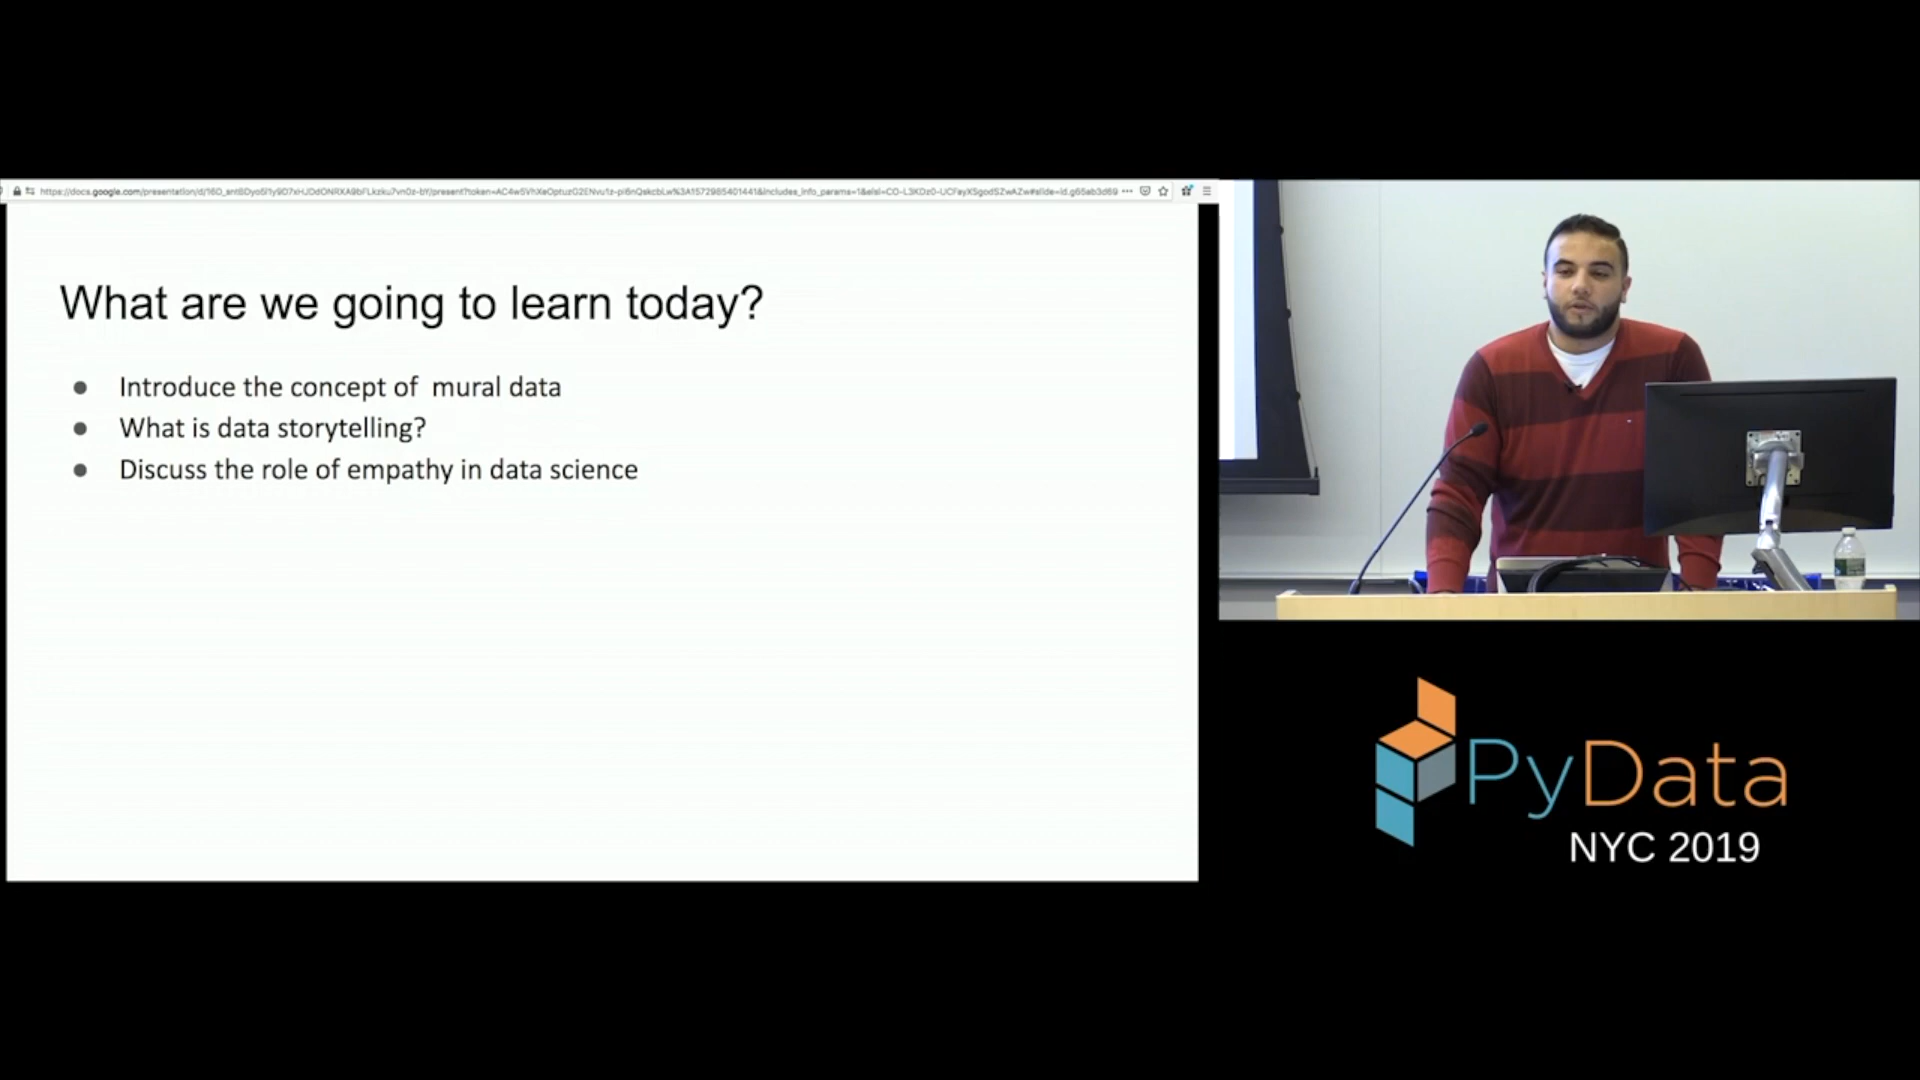 What are we going to learn today?
● Introduce the concept of mural data
● What is data storytelling?
● Discuss the role of empathy in data science
PyData
NYC 2019